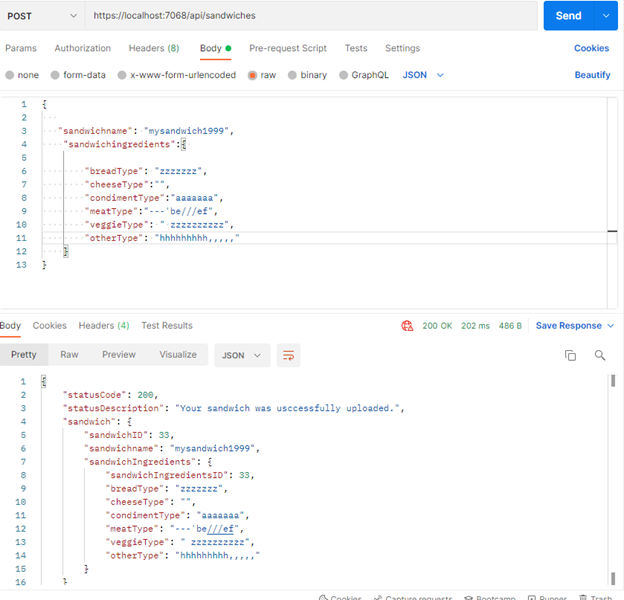 POST https://localhost:7068/api/sandwiches Send
Params Authorization Headers (8) Body Pre-request Script Tests Settings Cookies
none form-data x-www-form-urlencoded raw binary GraphQL JSON Beautify
1 {
2
3 "sandwichname": "mysandwich1999",
4 "sandwichingredients":{
5
6 "breadType": "zzzzzzz",
7 "cheeseType":"",
8 "condimentType":"aaaaaaa",
9 "meatType":"---`be///ef",
10 "veggieType": " zzzzzzzzzz",
11 "otherType": "hhhhhhhhh,,,,,"
12 }
13 }
Body Cookies Headers (4) Test Results 200 OK 202 ms 486 B Save Response
Pretty Raw Preview Visualize JSON
1 {
2 "statusCode": 200,
3 "statusDescription": "Your sandwich was usccessfully uploaded.",
4 "sandwich": {
5 "sandwichID": 33,
6 "sandwichname": "mysandwich1999",
7 "sandwichIngredients": {
8 "sandwichIngredientsID": 33,
9 "breadType": "zzzzzzz",
10 "cheeseType": "",
11 "condimentType": "aaaaaaa",
12 "meatType": "---`be///ef",
13 "veggieType": " zzzzzzzzzz",
14 "otherType": "hhhhhhhhh,,,,,"
15 }
16 }
Cookies Capture requests Bootcamp Runner Trash